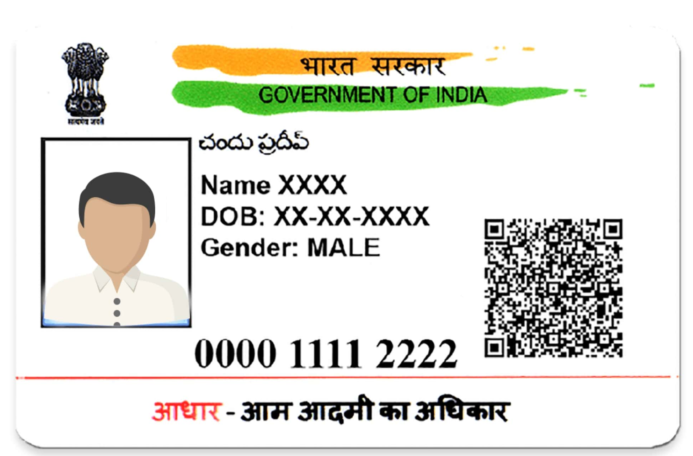 भारत सरकार
GOVERNMENT OF INDIA
सत्यमेव जयते
చందు ప్రదీప్
Name XXXX
DOB: XX-XX-XXXX
Gender: MALE
0000 1111 2222
आधार - आम आदमी का अधिकार